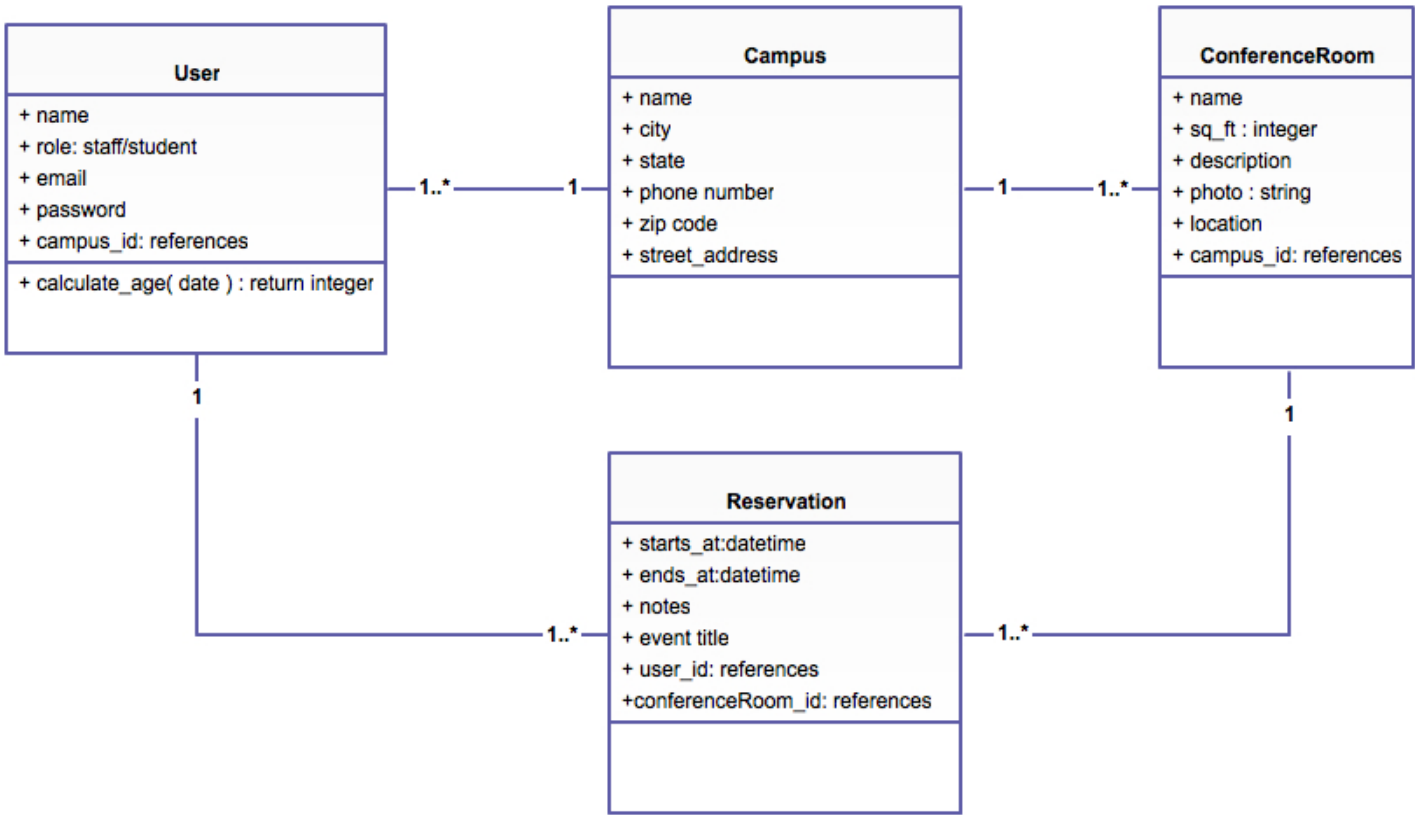 User
+ name
+ role: staff/student
+ email
+ password
+ campus_id: references
+ calculate_age( date ) : return integer
1..*
1
Campus
+ name
+ city
+ state
+ phone number
+ zip code
+ street_address
1
1..*
ConferenceRoom
+ name
+ sq_ft : integer
+ description
+ photo : string
+ location
+ campus_id: references
1
1
Reservation
+ starts_at:datetime
+ ends_at:datetime
+ notes
+ event title
+ user_id: references
+conferenceRoom_id: references
1..*
1..*